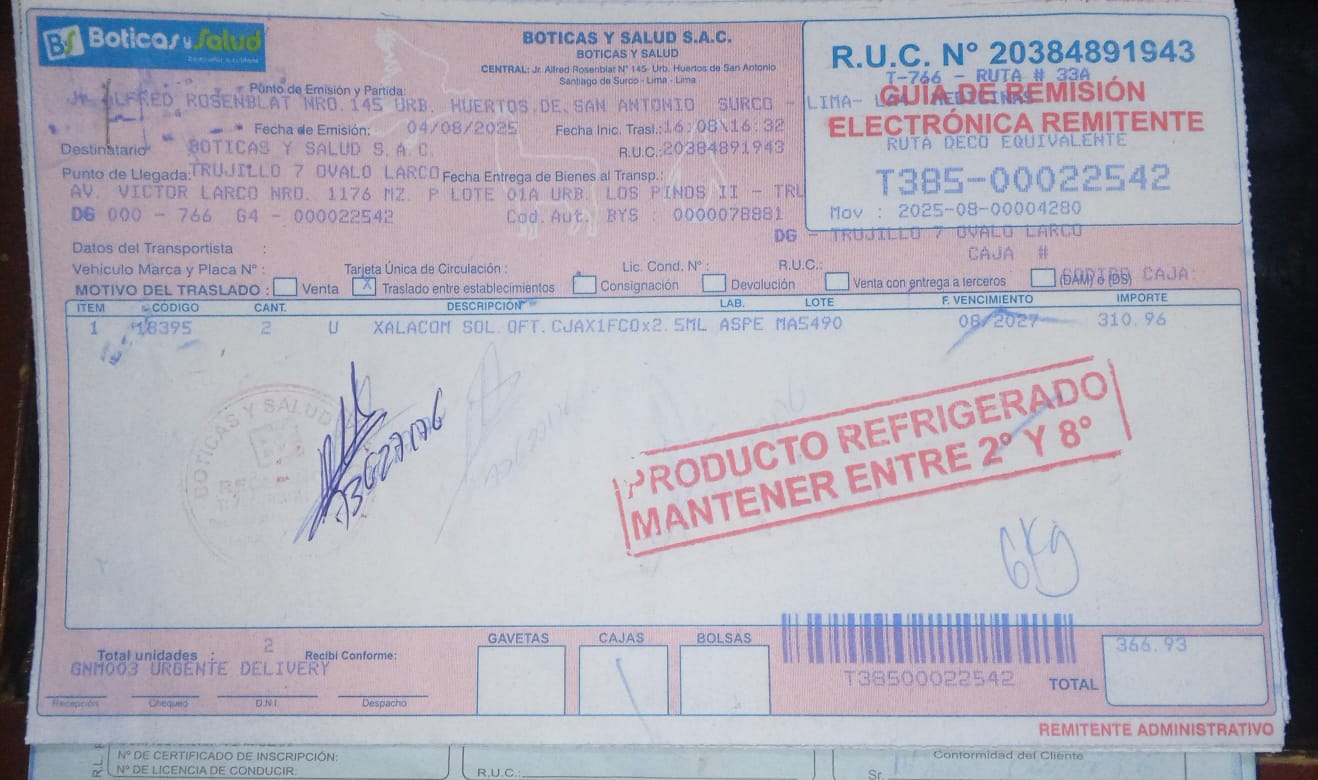 BS Boticas y Salud
BOTICAS Y SALUD S.A.C.
BOTICAS Y SALUD
CENTRAL: Jr. Alfred Rosenblat N° 145- Urb. Huertos de San Antonio
Santiago de Surco - Lima - Lima
R.U.C. N° 20384891943
T-766 - RUTA # 33A
GUÍA DE REMISIÓN
ELECTRÓNICA REMITENTE
RUTA DECO EQUIVALENTE
T385-00022542
Mov : 2025-08-00004280
Punto de Emisión y Partida:
Jr. ALFRED ROSENBLAT NRO.145 URB. HUERTOS.DE.SAN ANTONIO SURCO - LIMA- MEDICINAS
Fecha de Emisión: 04/08/2025 Fecha Inic. Trasl.: 16/08\16:32
Destinatario BOTICAS Y SALUD S.A.C. R.U.C.: 20384891943
Punto de Llegada: TRUJILLO 7 OVALO LARCO Fecha Entrega de Bienes al Transp.:
AV. VICTOR LARCO NRO. 1176 MZ. P LOTE 01A URB. LOS PINOS II - TRL
DG 000 - 766 G4 - 000022542 Cod. Aut. BYS : 0000078881
DG - TRUJILLO 7 OVALO LARCO
Datos del Transportista :
CAJA #
Vehículo Marca y Placa N° : Tarjeta Única de Circulación : Lic. Cond. N° : R.U.C.:
CODIGO CAJA:
MOTIVO DEL TRASLADO : Venta X Traslado entre establecimientos Consignación Devolución Venta con entrega a terceros (DAM) ó (DS)
ITEM CÓDIGO CANT. DESCRIPCIÓN LAB. LOTE F. VENCIMIENTO IMPORTE
1 18395 2 U XALACOM SOL.OFT.CJAX1FCOx2.5ML ASPE MA5490 08/2027 310.96
BOTICAS Y SALUD
PRODUCTO REFRIGERADO
MANTENER ENTRE 2° Y 8°
6Kg
Total unidades : 2 Recibí Conforme:
GNM003 URGENTE DELIVERY
Recepción Chequeo D.N.I. Despacho
GAVETAS CAJAS BOLSAS
T38500022542
TOTAL 366.93
REMITENTE ADMINISTRATIVO
N° DE CERTIFICADO DE INSCRIPCIÓN:
N° DE LICENCIA DE CONDUCIR:
R.U.C.:
Conformidad del Cliente
Sr.